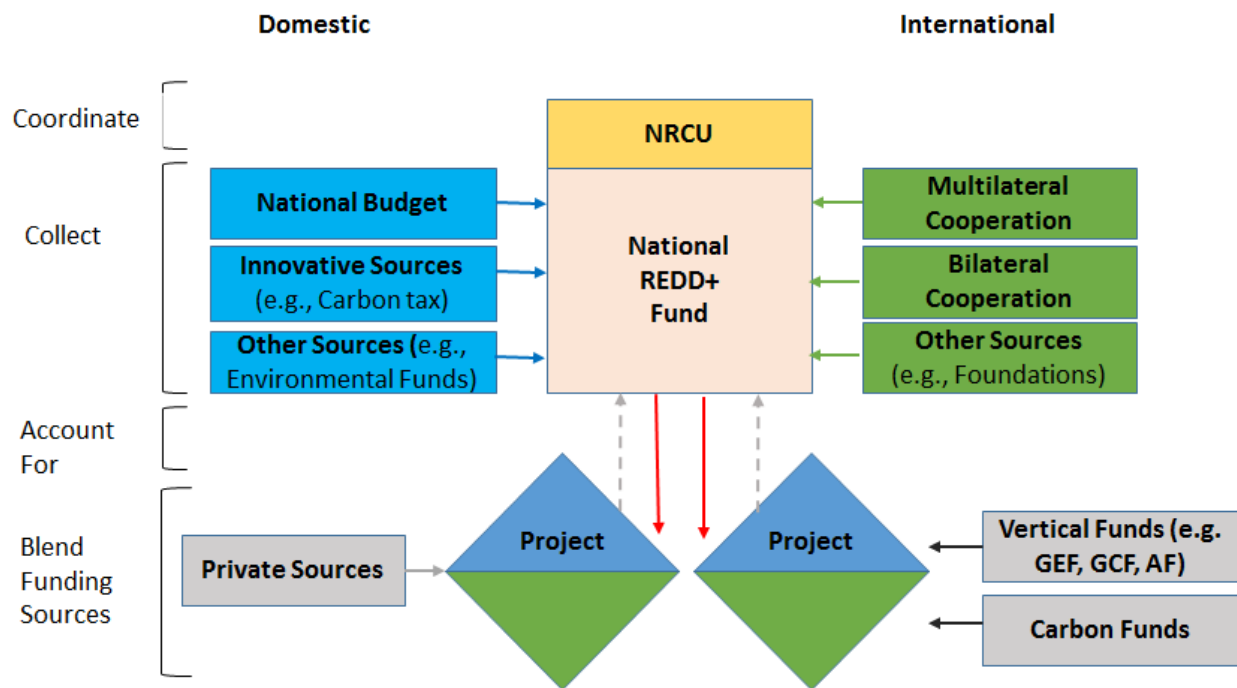 Domestic
International
Coordinate
NRCU
Collect
National Budget
Innovative Sources
(e.g., Carbon tax)
Other Sources (e.g.,
Environmental Funds)
National
REDD+
Fund
Multilateral
Cooperation
Bilateral
Cooperation
Other Sources
(e.g., Foundations)
Account
For
Blend
Funding
Sources
Private Sources
Project
Project
Vertical Funds (e.g.
GEF, GCF, AF)
Carbon Funds